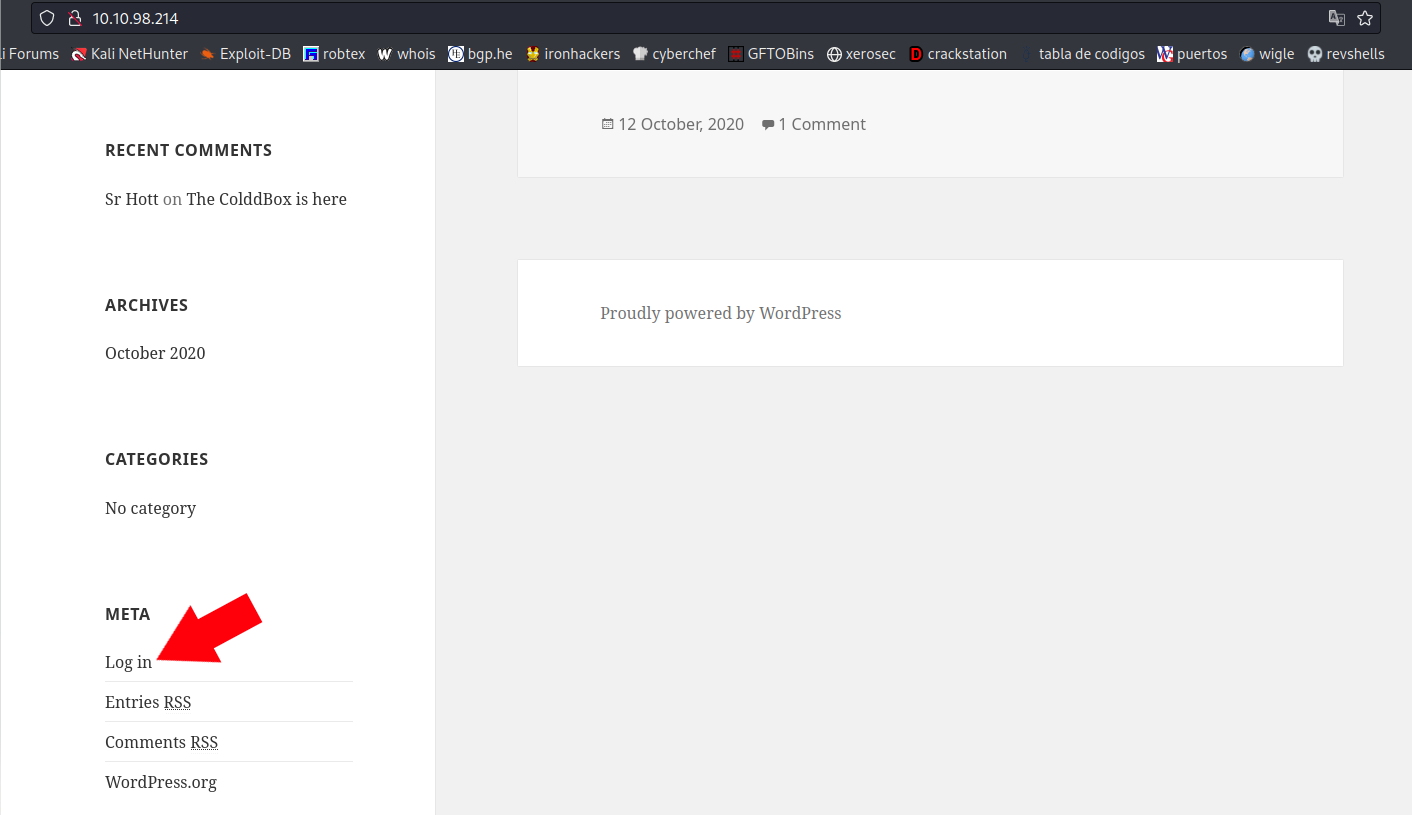 10.10.98.214
i Forums Kali NetHunter Exploit-DB robtex whois bgp.he ironhackers cyberchef GFTOBins xerosec crackstation tabla de codigos puertos wigle revshells
RECENT COMMENTS
Sr Hott on The ColddBox is here
ARCHIVES
October 2020
CATEGORIES
No category
META
Log in
Entries RSS
Comments RSS
WordPress.org
12 October, 2020 1 Comment
Proudly powered by WordPress